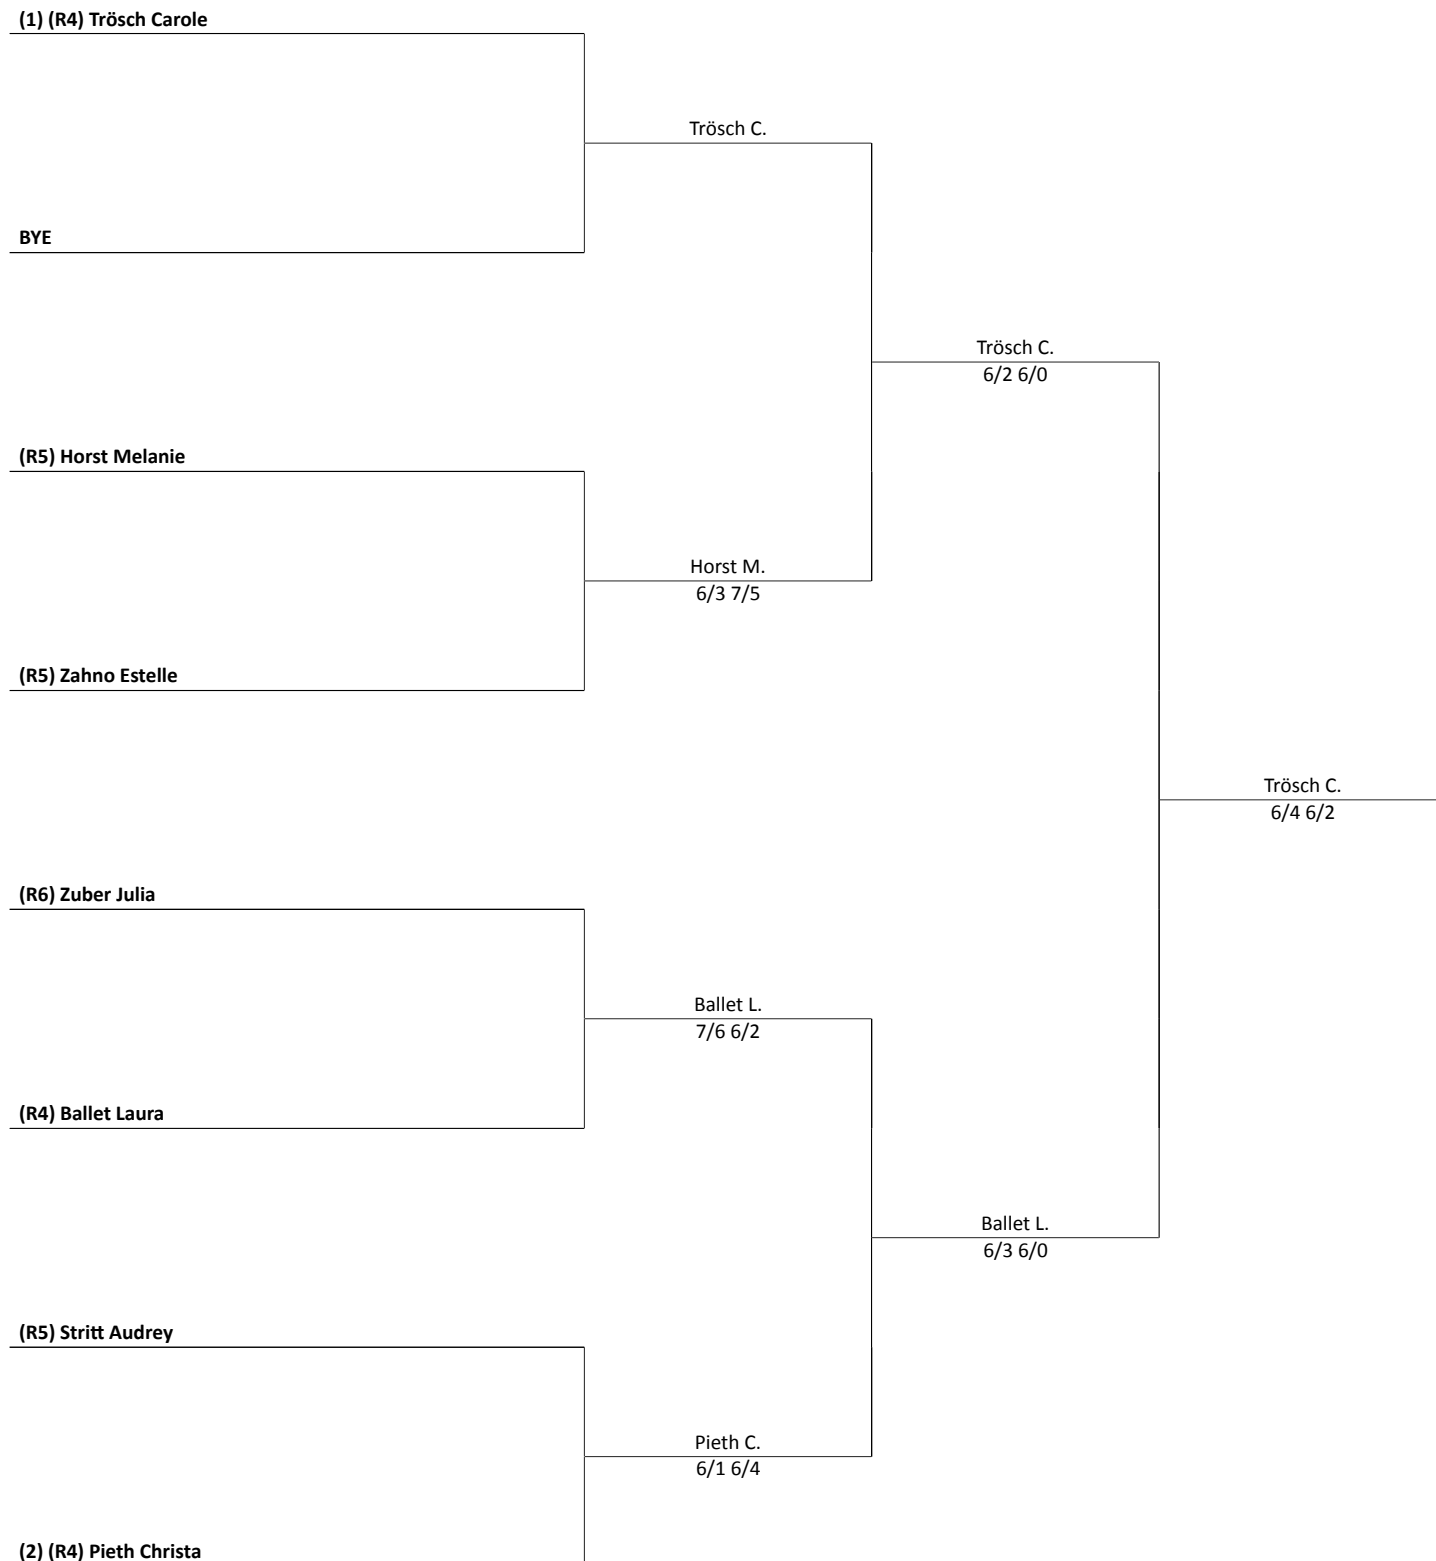 (1) (R4) Trösch Carole
Trösch C.
BYE
Trösch C.
6/2 6/0
(R5) Horst Melanie
Horst M.
6/3 7/5
(R5) Zahno Estelle
Trösch C.
6/4 6/2
(R6) Zuber Julia
Ballet L.
7/6 6/2
(R4) Ballet Laura
Ballet L.
6/3 6/0
(R5) Stritt Audrey
Pieth C.
6/1 6/4
(2) (R4) Pieth Christa